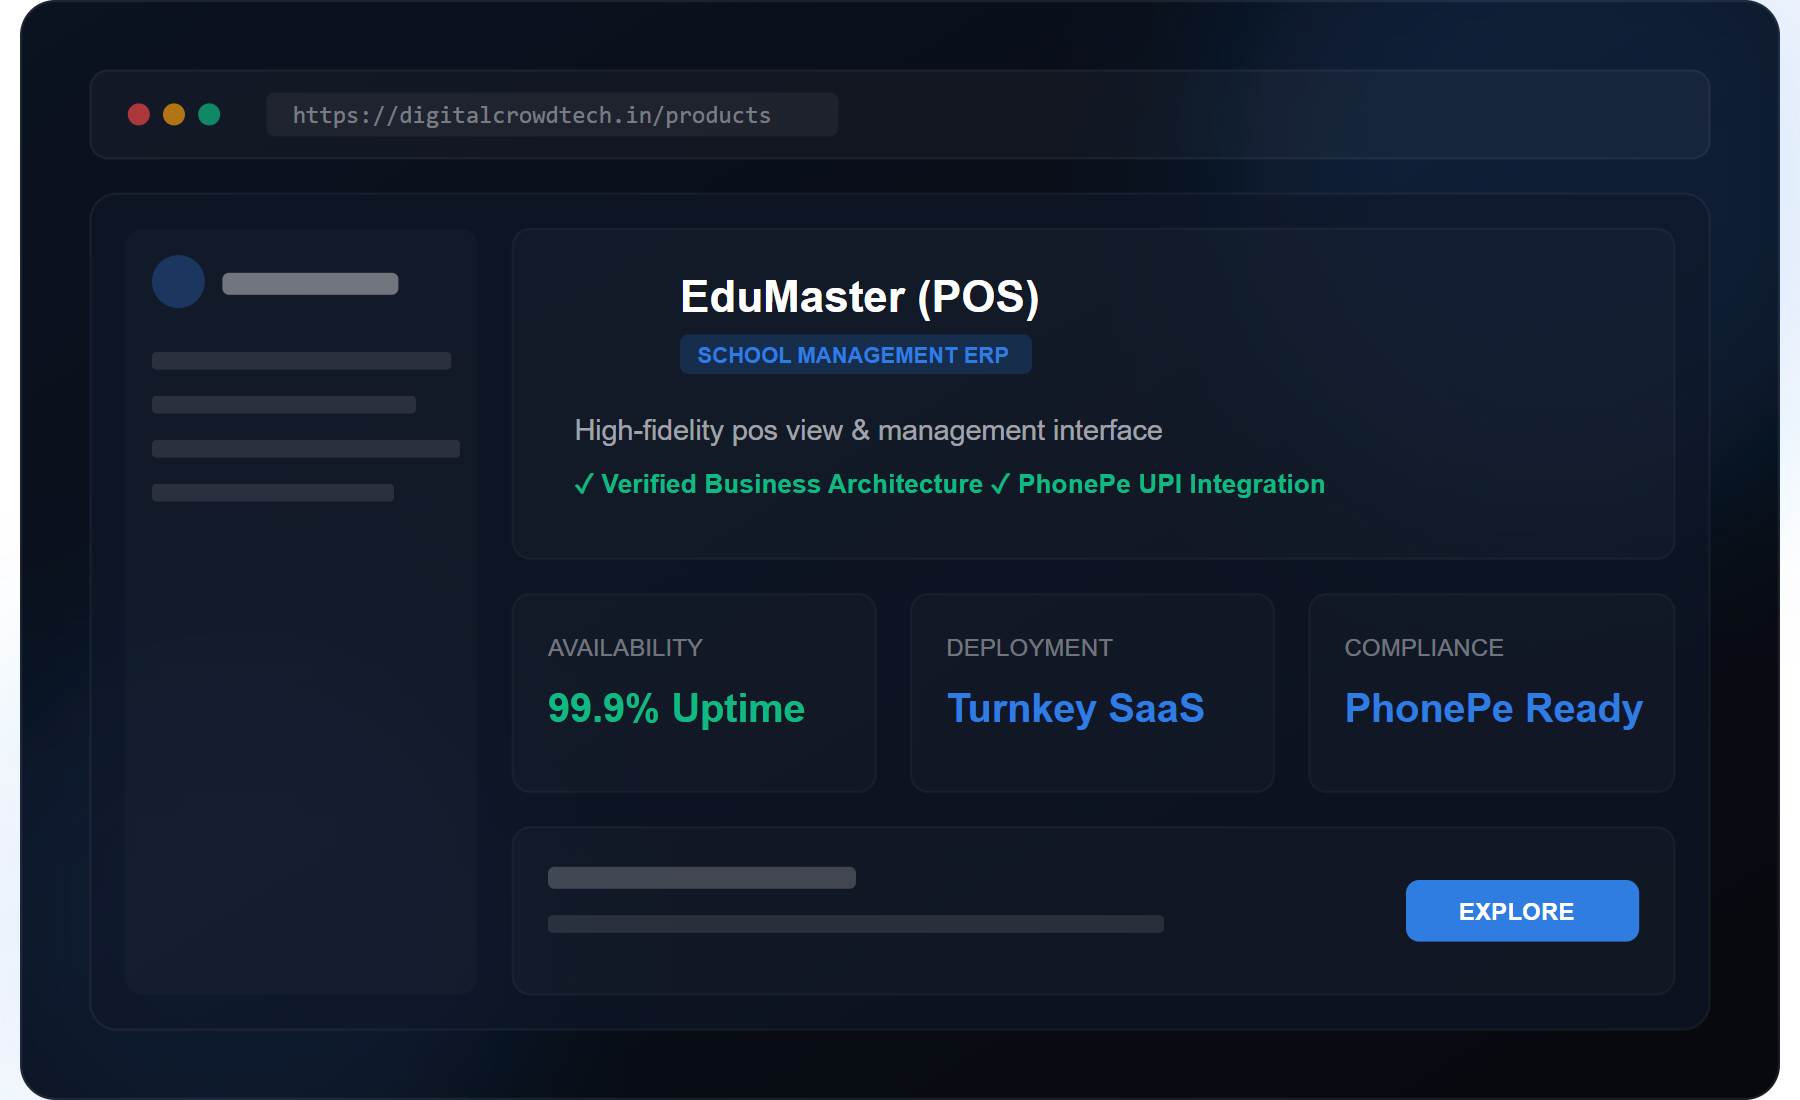 https://digitalcrowdtech.in/products
EduMaster (POS)
SCHOOL MANAGEMENT ERP
High-fidelity pos view & management interface
✓ Verified Business Architecture ✓ PhonePe UPI Integration
AVAILABILITY
99.9% Uptime
DEPLOYMENT
Turnkey SaaS
COMPLIANCE
PhonePe Ready
EXPLORE